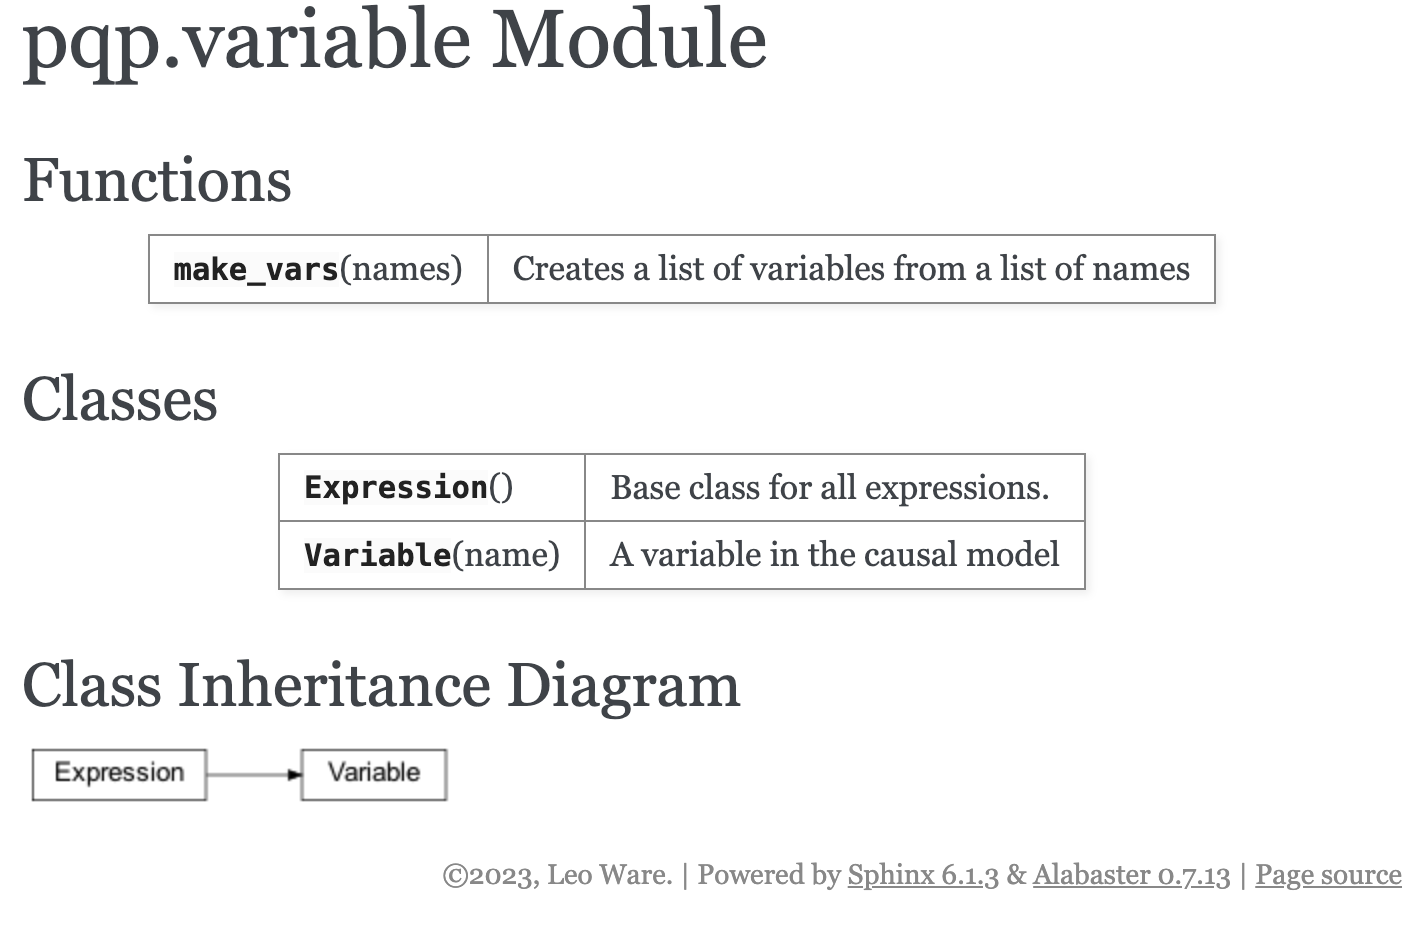 pqp.variable Module
Functions
make_vars(names) Creates a list of variables from a list of names
Classes
Expression() Base class for all expressions.
Variable(name) A variable in the causal model
Class Inheritance Diagram
Expression Variable
©2023, Leo Ware. | Powered by Sphinx 6.1.3 & Alabaster 0.7.13 | Page source